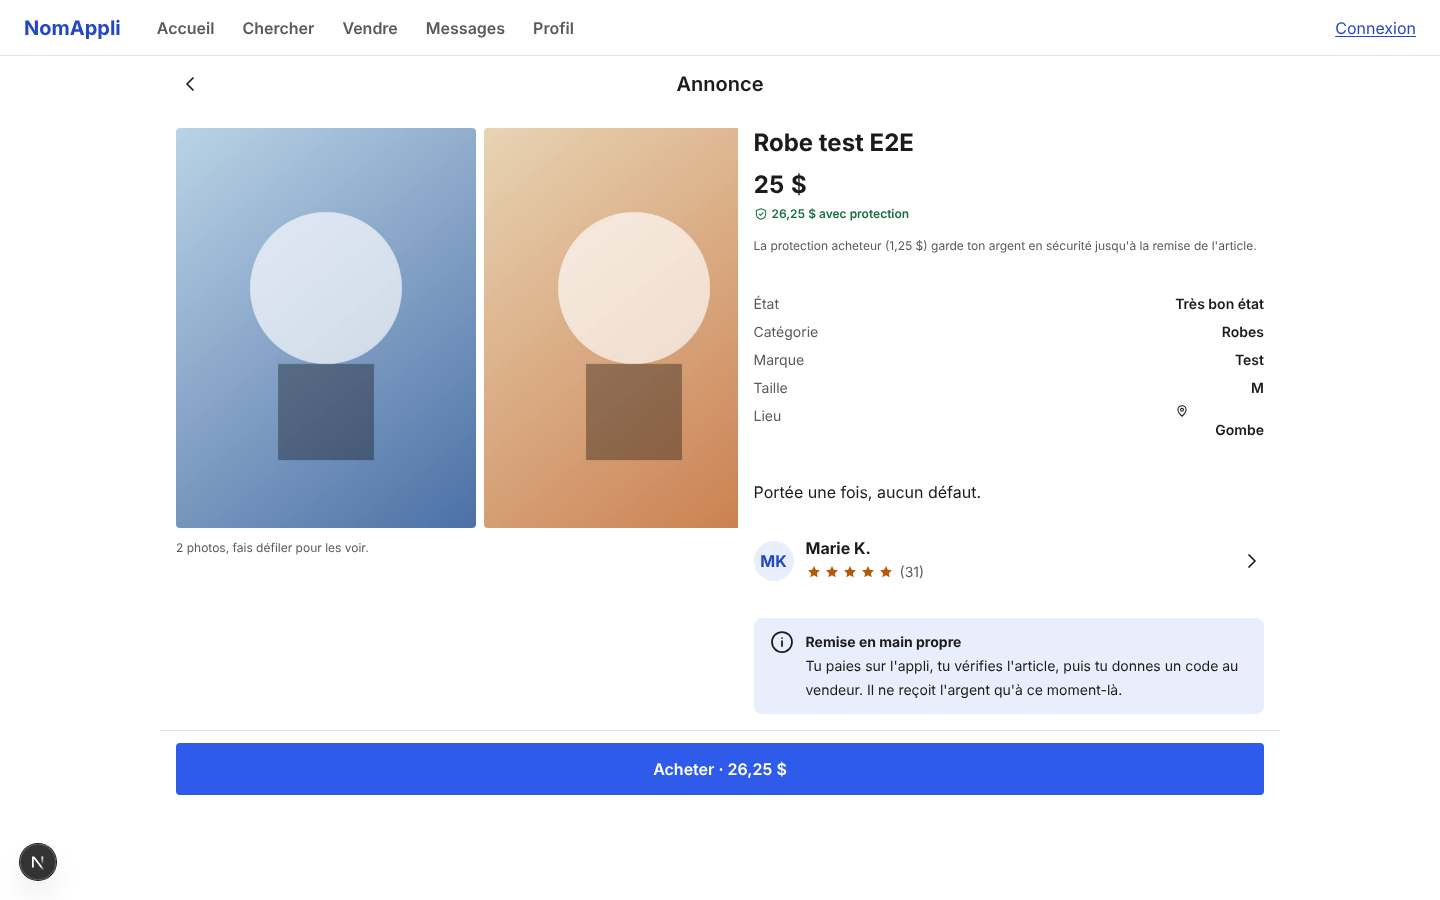 NomAppli
Accueil
Chercher
Vendre
Messages
Profil
Connexion
Annonce
Robe test E2E
25 $
26,25 $ avec protection
La protection acheteur (1,25 $) garde ton argent en sécurité jusqu'à la remise de l'article.
État
Très bon état
Catégorie
Robes
Marque
Test
Taille
M
Lieu
Gombe
Portée une fois, aucun défaut.
2 photos, fais défiler pour les voir.
MK
Marie K.
(31)
Remise en main propre
Tu paies sur l'appli, tu vérifies l'article, puis tu donnes un code au
vendeur. Il ne reçoit l'argent qu'à ce moment-là.
Acheter · 26,25 $
N